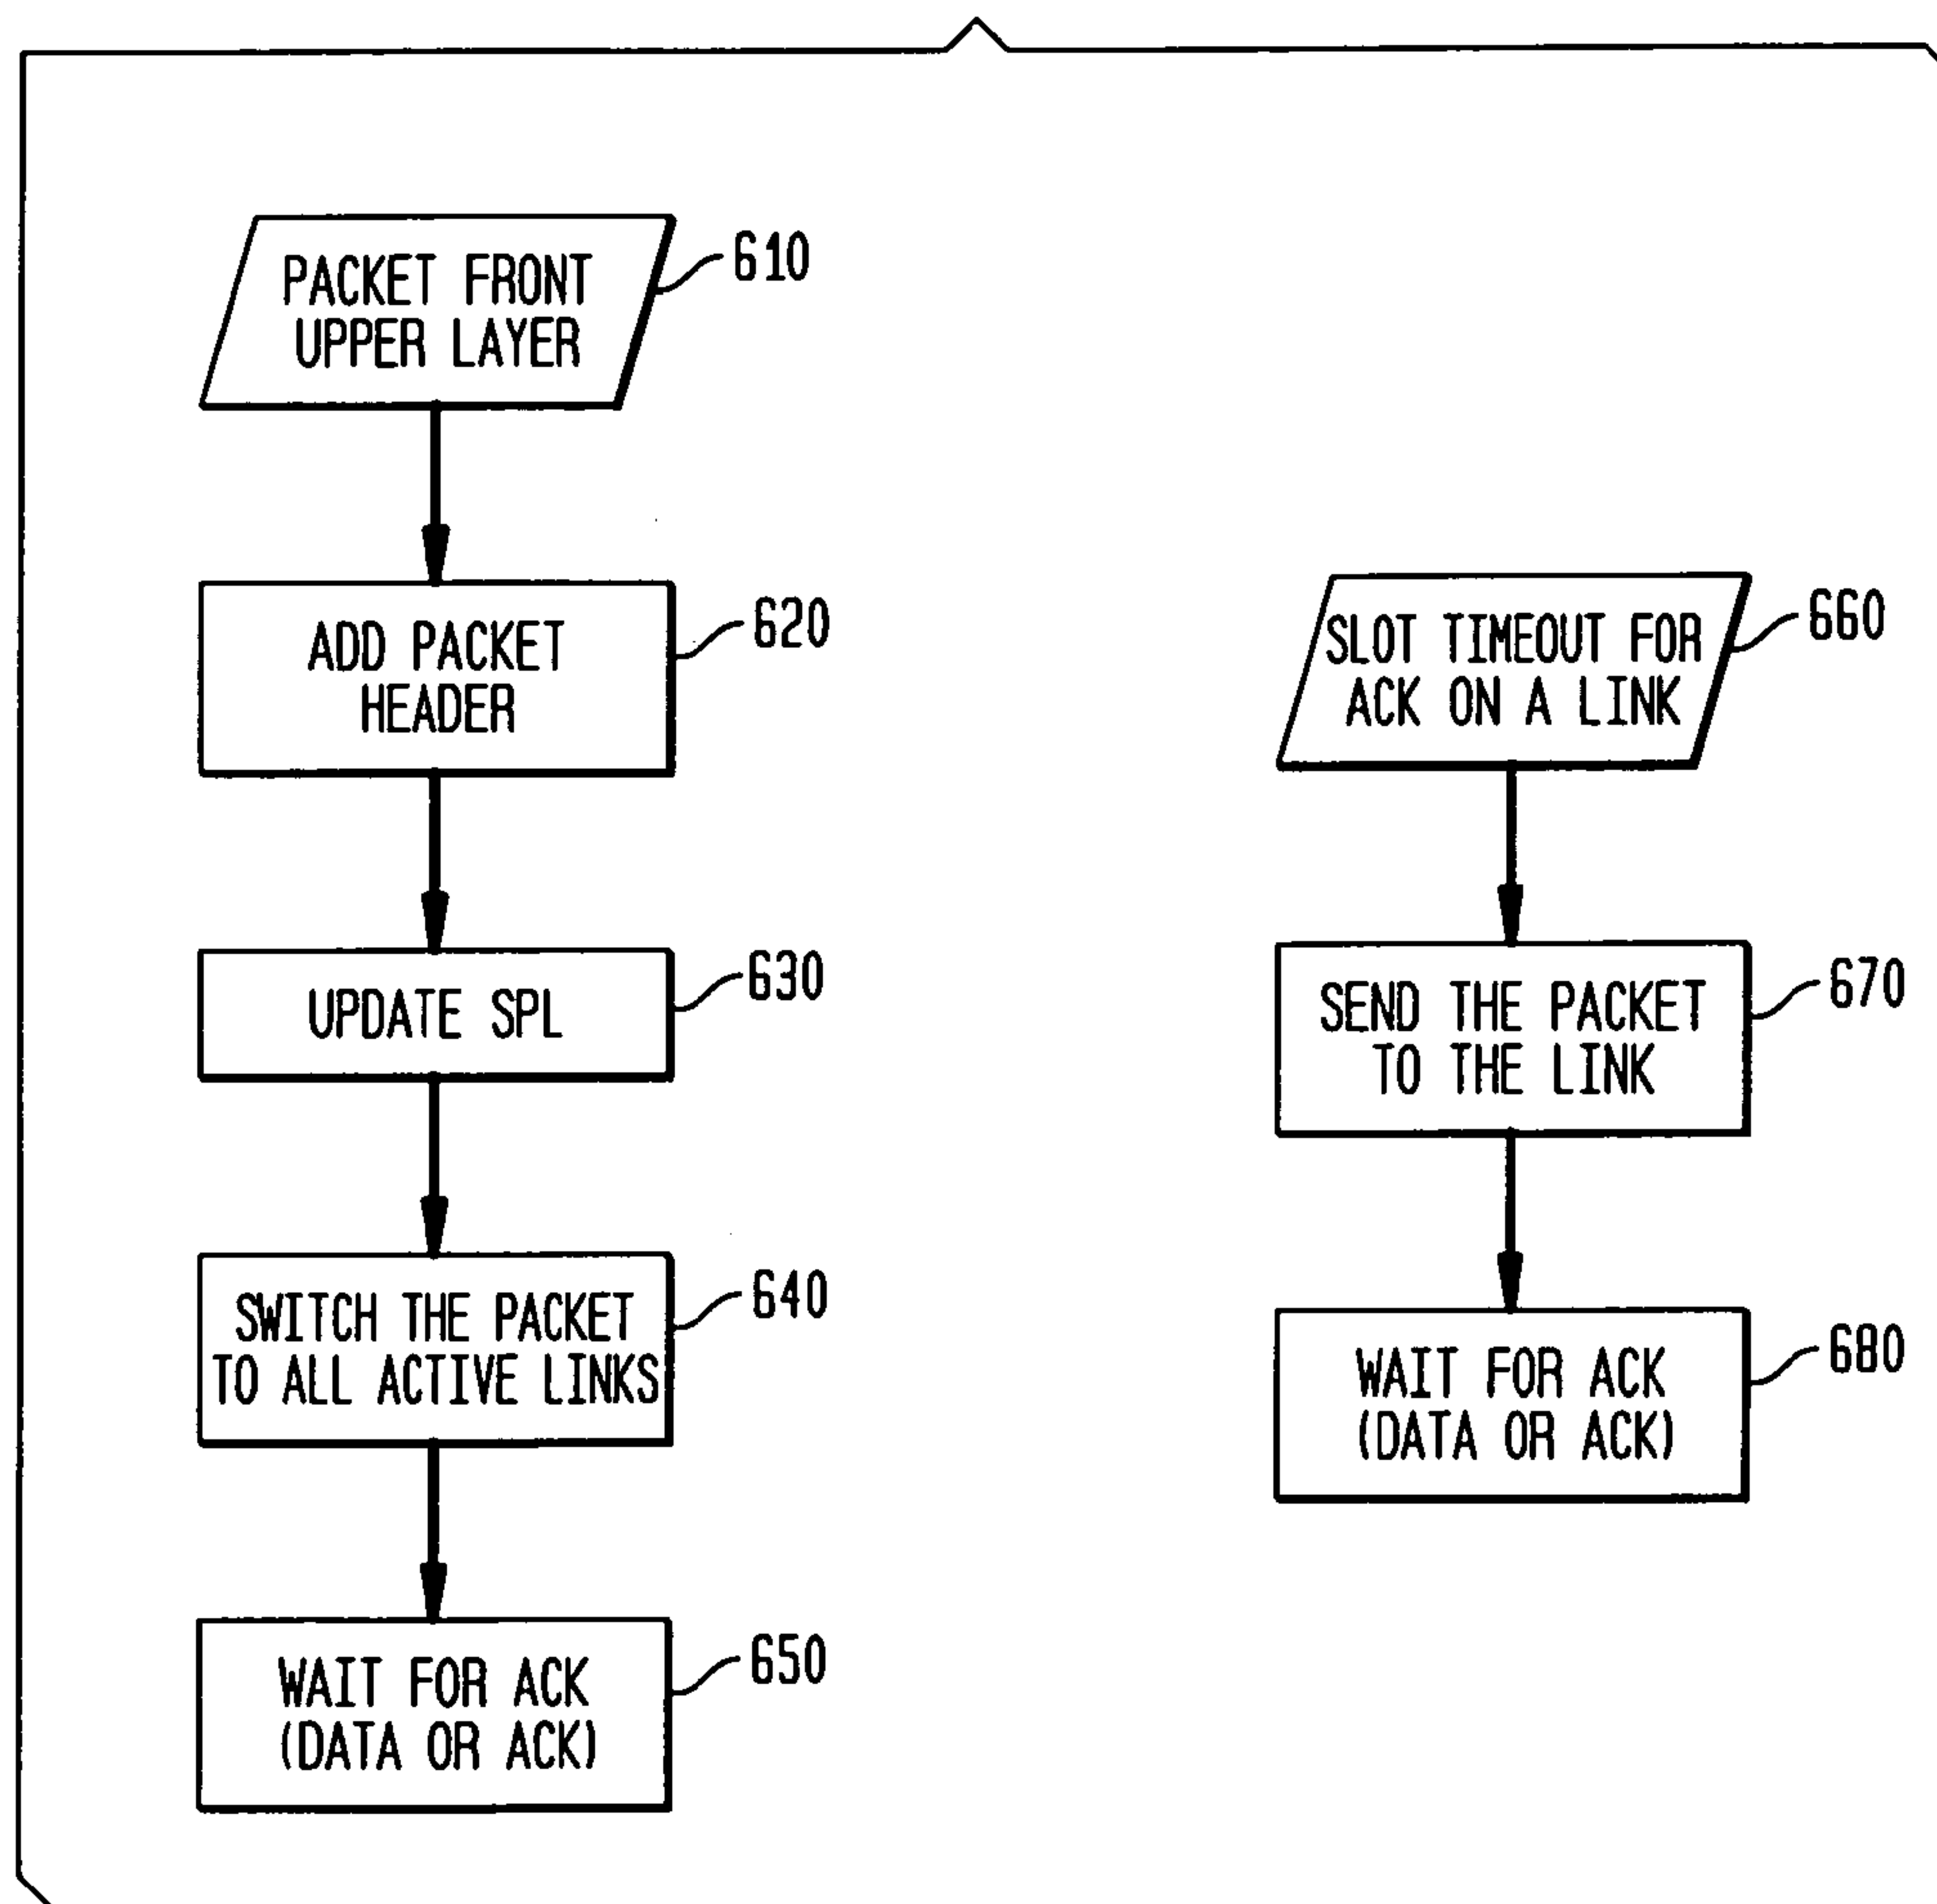 PACKET FRONT
UPPER LAYER
610
ADD PACKET
HEADER
620
UPDATE SPL
630
SWITCH THE PACKET
TO ALL ACTIVE LINKS
640
WAIT FOR ACK
(DATA OR ACK)
650
SLOT TIMEOUT FOR
ACK ON A LINK
660
SEND THE PACKET
TO THE LINK
670
WAIT FOR ACK
(DATA OR ACK)
680